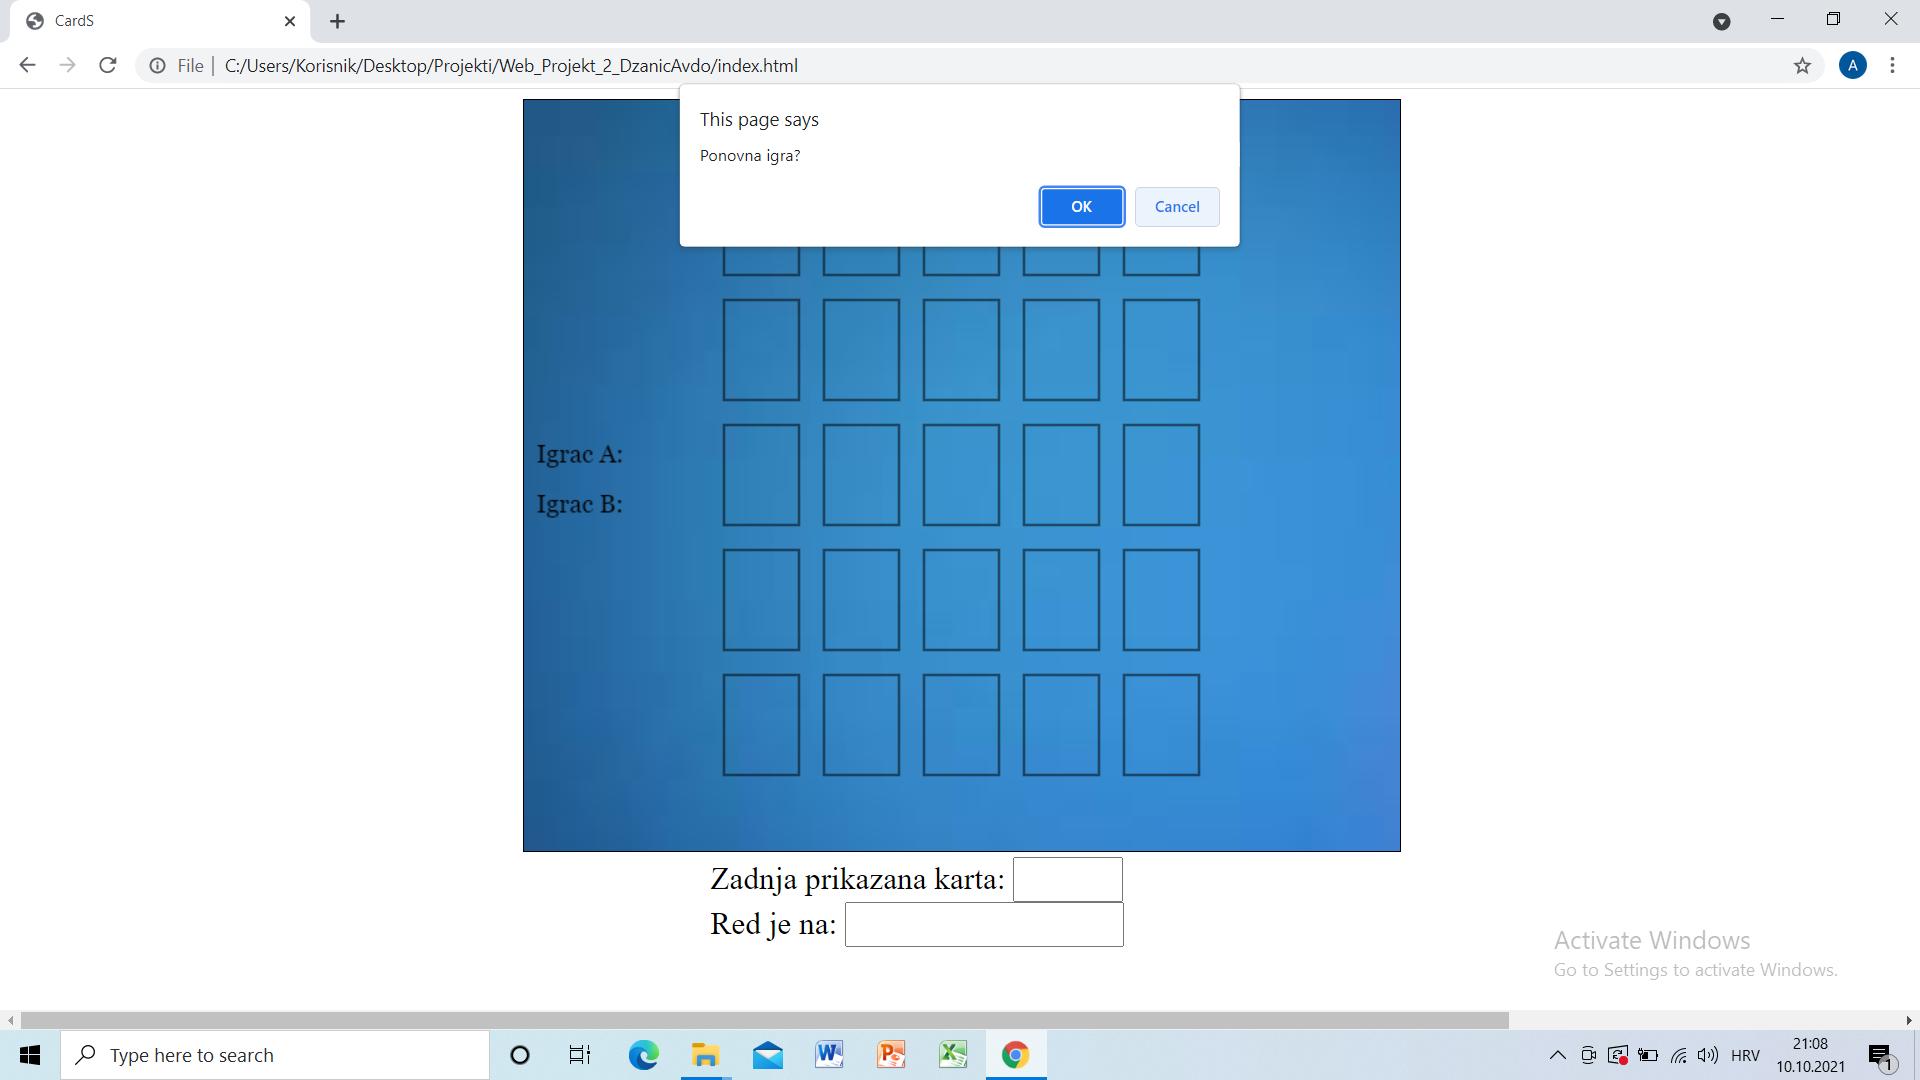 CardS
File
C:/Users/Korisnik/Desktop/Projekti/Web_Projekt_2_DzanicAvdo/index.html
A
This page says
Ponovna igra?
OK
Cancel
Igrac A:
Igrac B:
Zadnja prikazana karta:
Red je na:
Activate Windows
Go to Settings to activate Windows.
Type here to search
HRV
21:08
10.10.2021
1